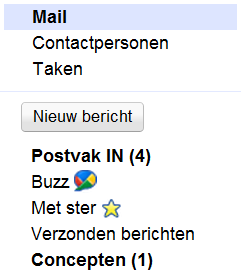 Mail
Contactpersonen
Taken
Nieuw bericht
Postvak IN (4)
Buzz
Met ster
Verzonden berichten
Concepten (1)